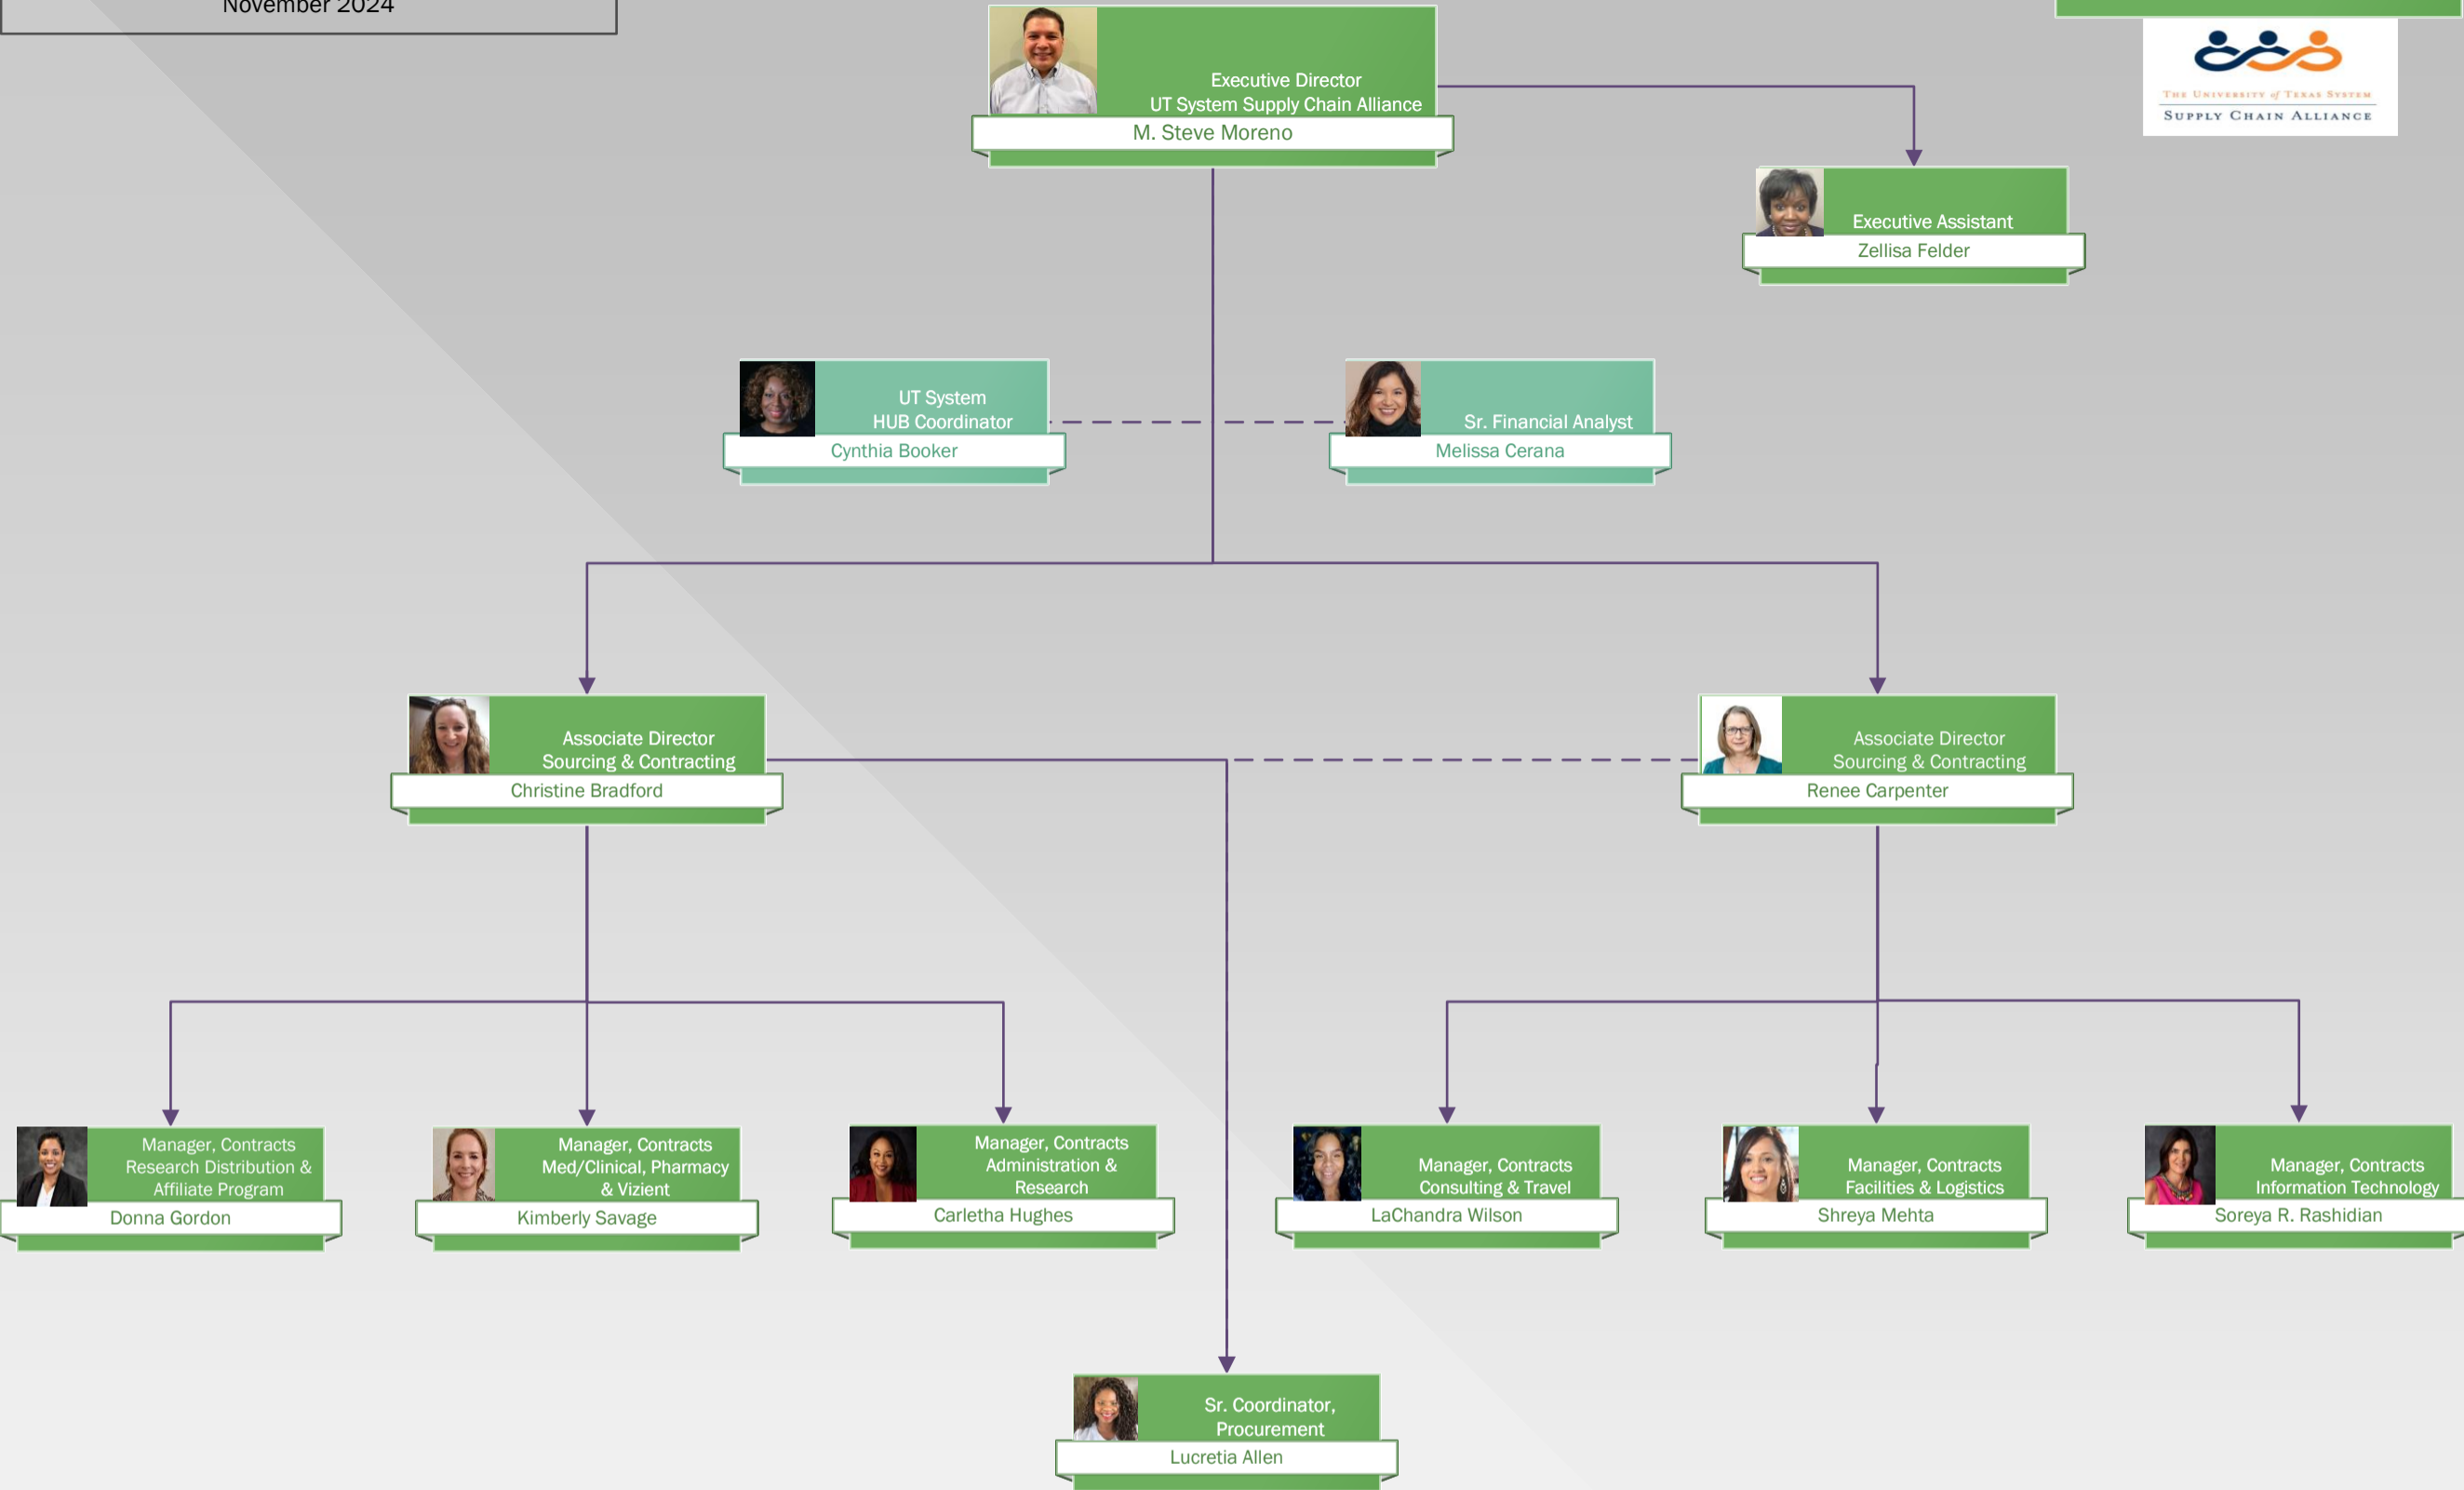 November 2024
Executive Director
UT System Supply Chain Alliance
M. Steve Moreno
THE UNIVERSITY of TEXAS SYSTEM
SUPPLY CHAIN ALLIANCE
Executive Assistant
Zellisa Felder
UT System
HUB Coordinator
Cynthia Booker
Sr. Financial Analyst
Melissa Cerana
Associate Director
Sourcing & Contracting
Christine Bradford
Associate Director
Sourcing & Contracting
Renee Carpenter
Manager, Contracts
Research Distribution &
Affiliate Program
Donna Gordon
Manager, Contracts
Med/Clinical, Pharmacy
& Vizient
Kimberly Savage
Manager, Contracts
Administration &
Research
Carletha Hughes
Manager, Contracts
Consulting & Travel
LaChandra Wilson
Manager, Contracts
Facilities & Logistics
Shreya Mehta
Manager, Contracts
Information Technology
Soreya R. Rashidian
Sr. Coordinator,
Procurement
Lucretia Allen